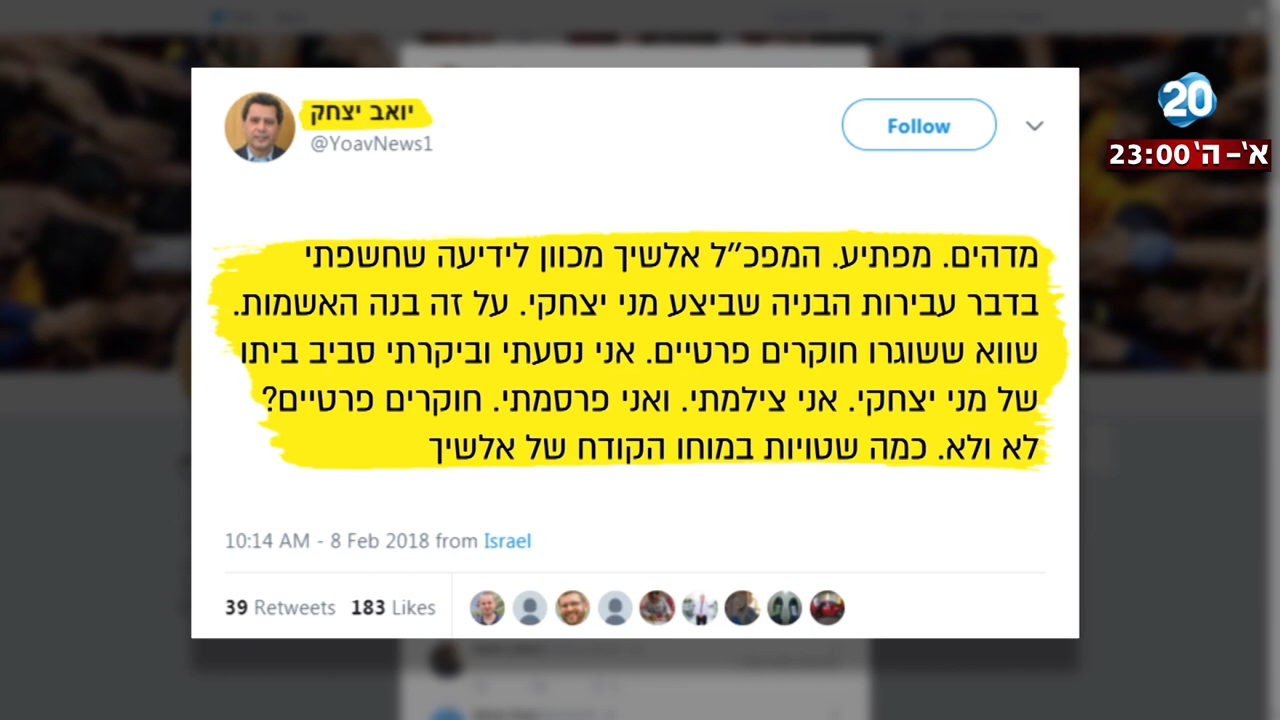 20
א'-ה' 23:00
יואב יצחק
@YoavNews1
Follow
מדהים. מפתיע. המפכ"ל אלשיך מכוון לידיעה שחשפתי
בדבר עבירות הבניה שביצע מני יצחקי. על זה בנה האשמות.
שווא ששוגרו חוקרים פרטיים. אני נסעתי וביקרתי סביב ביתו
של מני יצחקי. אני צילמתי. ואני פרסמתי. חוקרים פרטיים?
לא ולא. כמה שטויות במוחו הקודח של אלשיך
10:14 AM - 8 Feb 2018 from Israel
39 Retweets 183 Likes